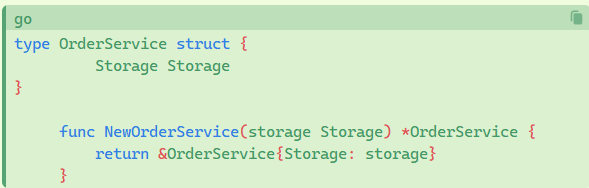 go
type OrderService struct {
        Storage Storage
}

    func NewOrderService(storage Storage) *OrderService {
        return &OrderService{Storage: storage}
    }